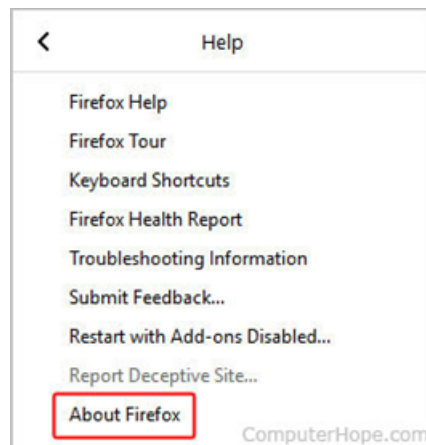 Help
Firefox Help
Firefox Tour
Keyboard Shortcuts
Firefox Health Report
Troubleshooting Information
Submit Feedback...
Restart with Add-ons Disabled...
Report Deceptive Site...
About Firefox
ComputerHope.com